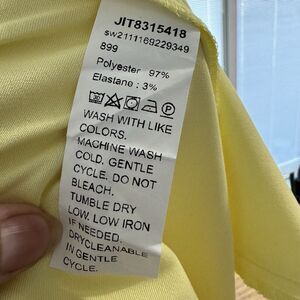 JIT8315418
sw2111169229349
899
Polyester : 97%
Elastane : 3%
WASH WITH LIKE
COLORS.
MACHINE WASH
COLD. GENTLE
CYCLE. DO NOT
BLEACH.
TUMBLE DRY
LOW. LOW IRON
IF NEEDED.
DRYCLEANABLE
IN GENTLE
CYCLE.